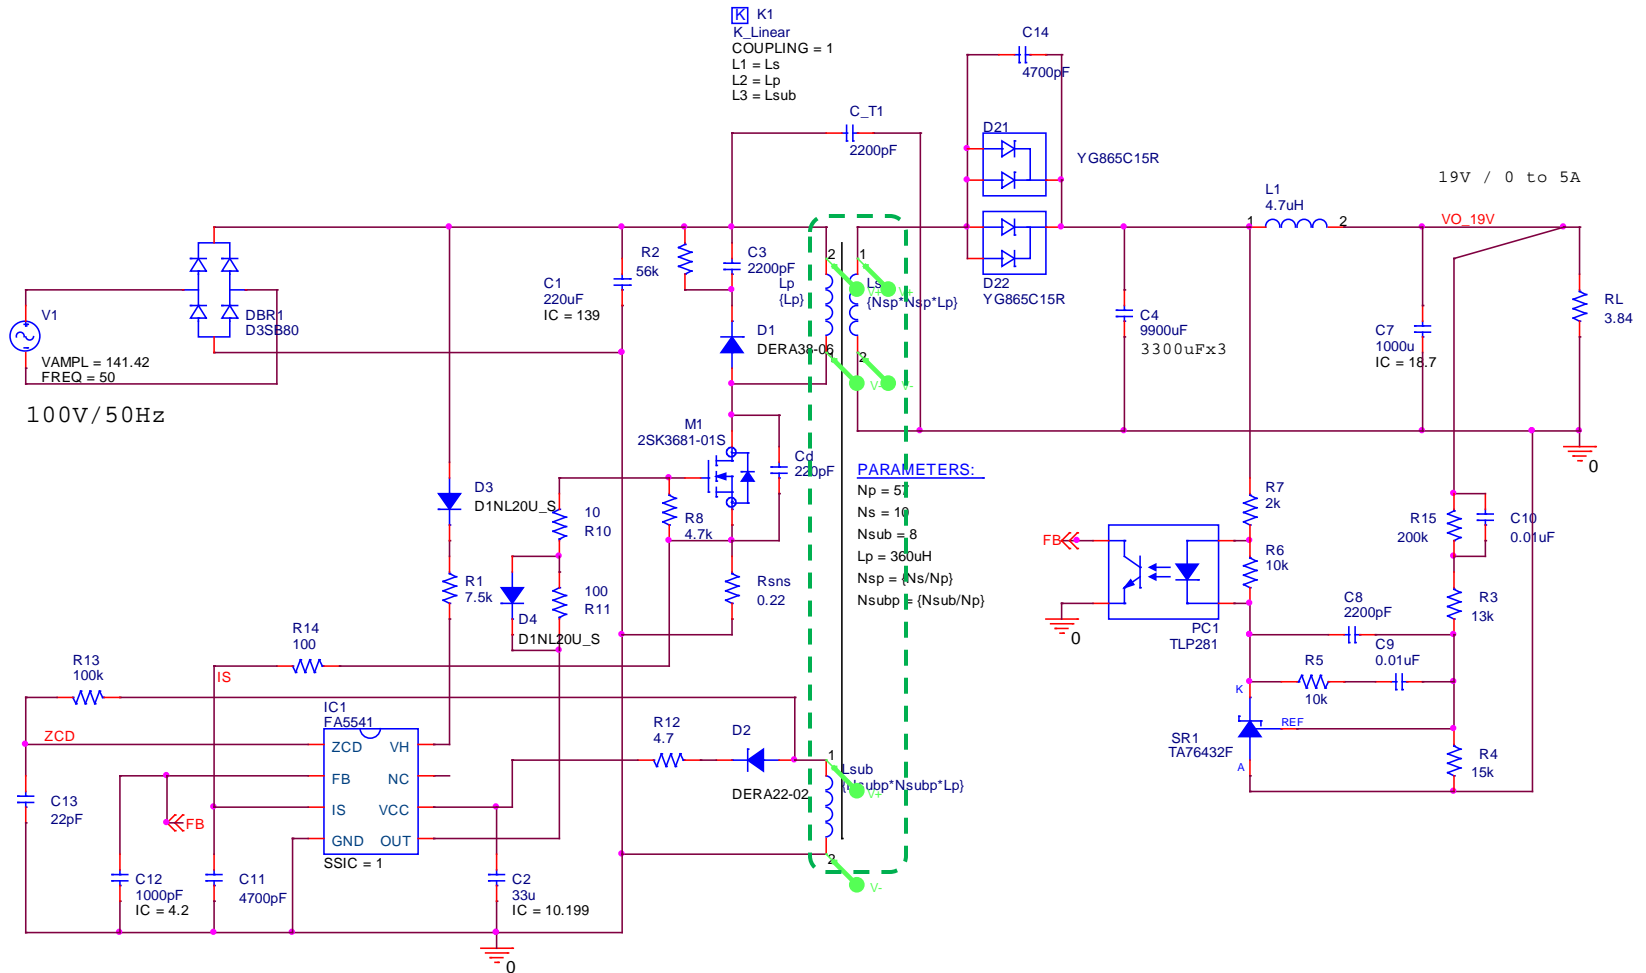 K K1
K_Linear
COUPLING = 1
L1 = Ls
L2 = Lp
L3 = Lsub
C14
4700pF
C_T1
2200pF
D21
YG865C15R
19V / 0 to 5A
L1
4.7uH
1
2
VO_19V
R2
56k
C3
2200pF
Lp
{Lp}
2
1
1
2
Ls
{Nsp*Nsp*Lp}
V+
V+
V-
V-
D22
YG865C15R
C1
220uF
IC = 139
DBR1
D3SB80
V1
VAMPL = 141.42
FREQ = 50
100V/50Hz
D1
DERA38-06
C4
9900uF
3300uFx3
C7
1000u
IC = 18.7
RL
3.84
0
M1
2SK3681-01S
Cd
220pF
PARAMETERS:
Np = 57
Ns = 10
Nsub = 8
Lp = 360uH
Nsp = {Ns/Np}
Nsubp = {Nsub/Np}
D3
D1NL20U_S
10
R10
R8
4.7k
R7
2k
R15
200k
C10
0.01uF
FB
R6
10k
R1
7.5k
D4
D1NL20U_S
100
R11
Rsns
0.22
0
PC1
TLP281
C8
2200pF
R3
13k
R14
100
C9
0.01uF
R13
100k
IS
R5
10k
K
REF
SR1
TA76432F
A
R4
15k
ZCD
IC1
FA5541
ZCD
VH
FB
NC
IS
VCC
GND
OUT
SSIC = 1
R12
4.7
D2
DERA22-02
1
Lsub
{Nsubp*Nsubp*Lp}
V+
2
V-
C13
22pF
FB
C12
1000pF
IC = 4.2
C11
4700pF
C2
33u
IC = 10.199
0